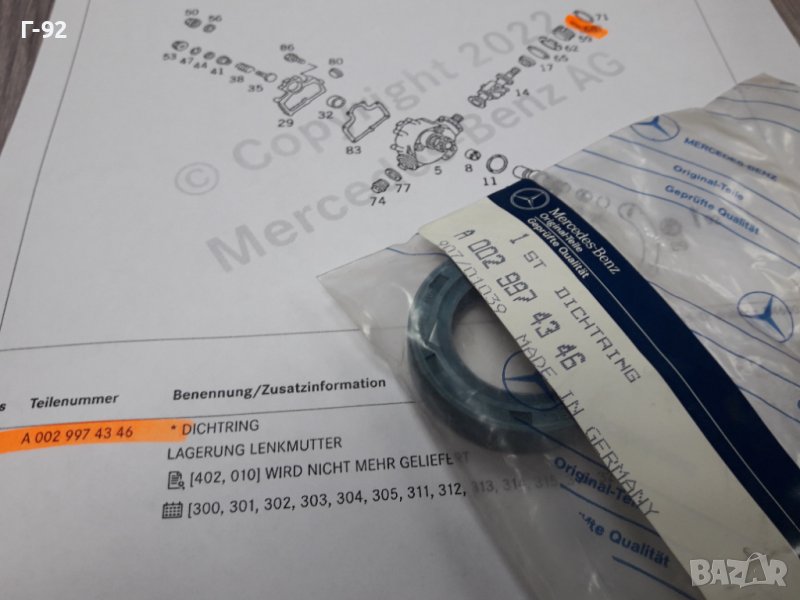 Г-92
50
56
86
80
53
47
44
41
38
35
29
32
83
5
8
11
74
77
14
17
65
62
59
71
© Copyright 2022
Mercedes-Benz AG
MERCEDES-BENZ
Original-Teile
Geprüfte Qualität
Mercedes-Benz
Original-Teile
Geprüfte Qualität
1 ST DICHTRING
A 002 997 43 46
907/01039 MADE IN GERMANY
Teilenummer
Benennung/Zusatzinformation
A 002 997 43 46
* DICHTRING
LAGERUNG LENKMUTTER
[402, 010] WIRD NICHT MEHR GELIEFERT
[300, 301, 302, 303, 304, 305, 311, 312, 313, 314, 315,
Original-Teile
Geprüfte Qualität
BAZAR